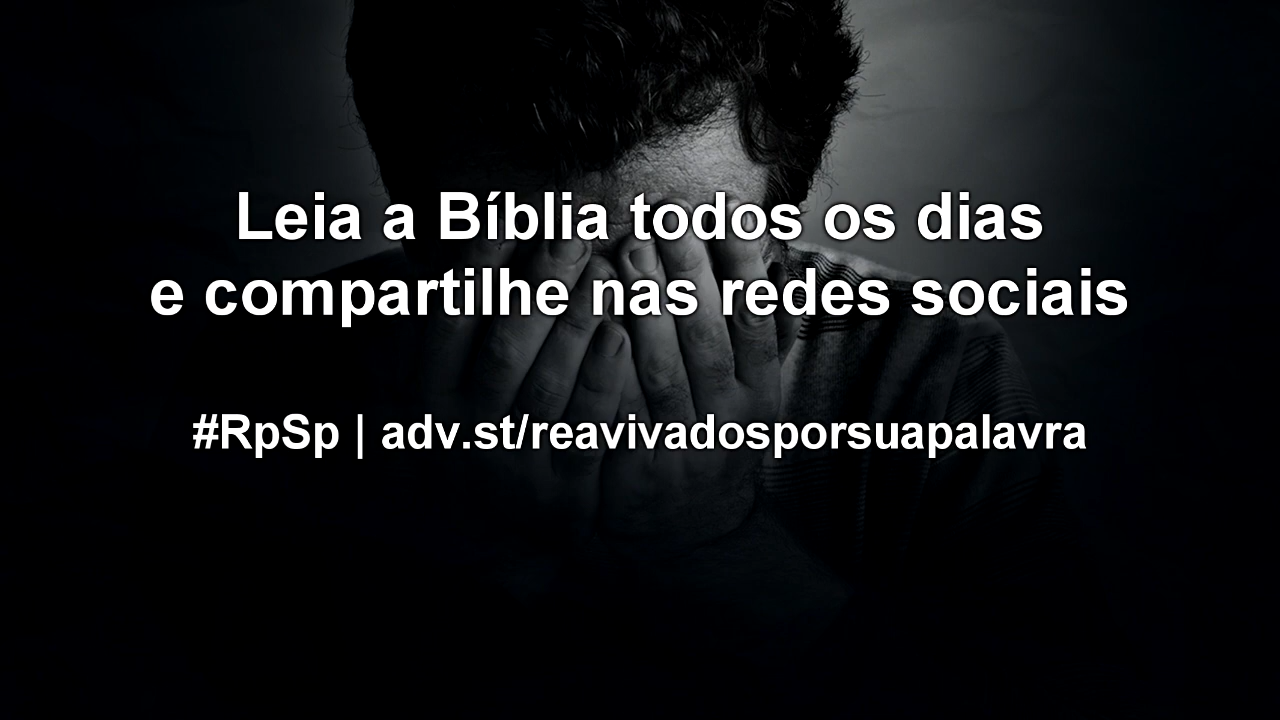 Leia a Bíblia todos os dias
e compartilhe nas redes sociais
#RpSp | adv.st/reavivadosporsuapalavra